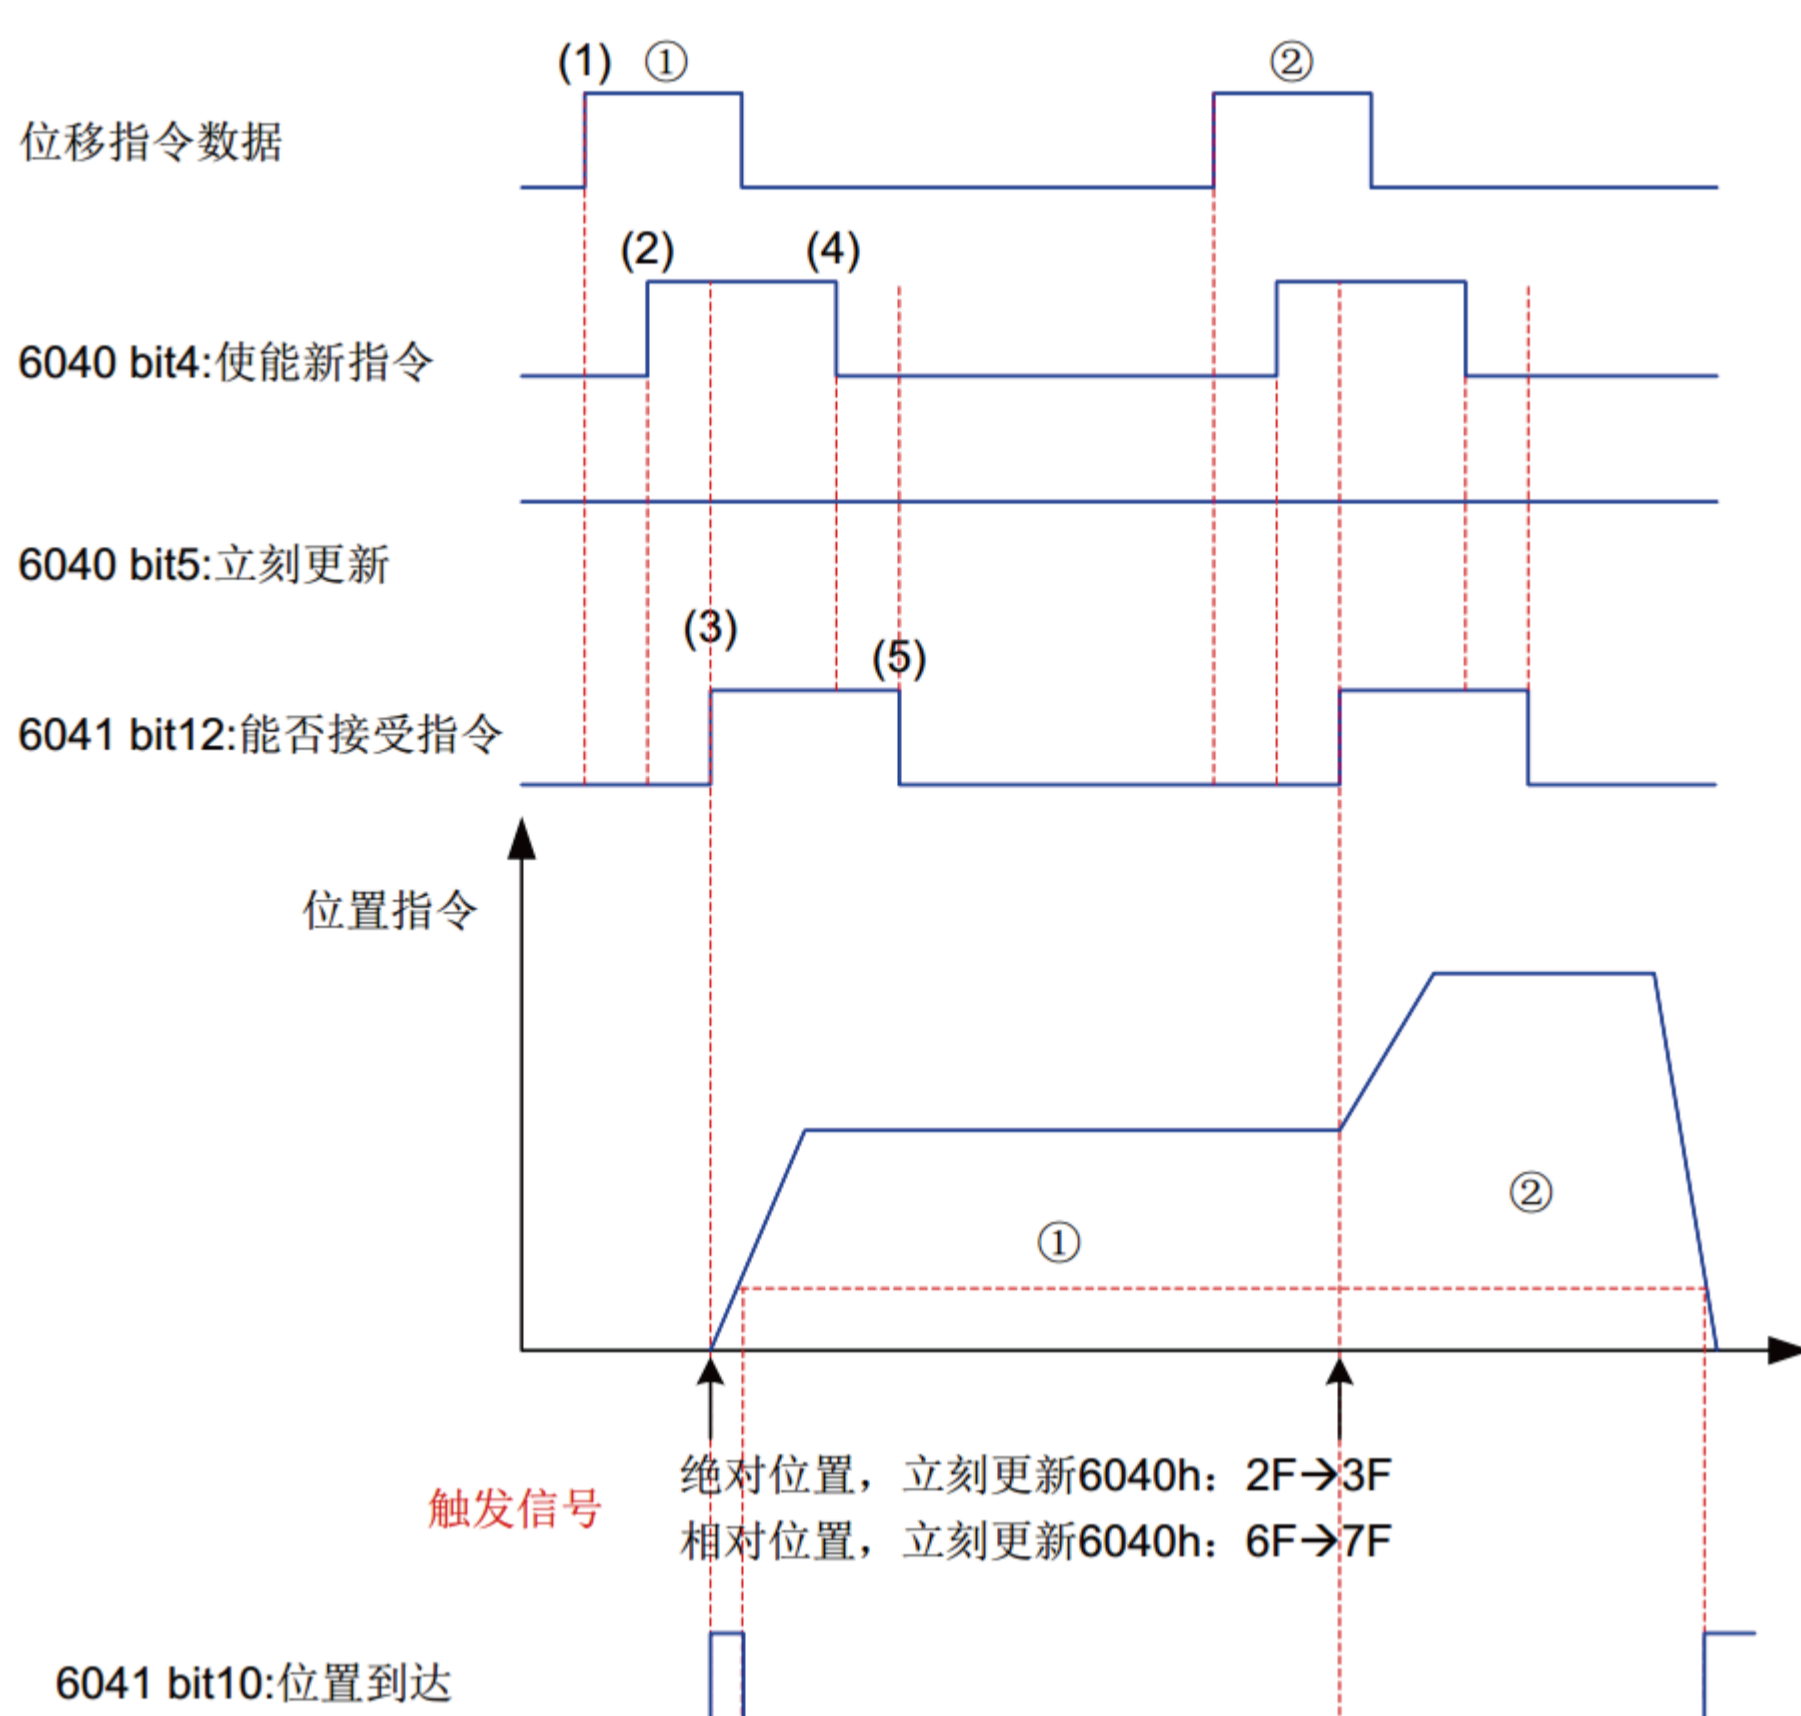 (1) ① ②
位移指令数据
(2) (4)
6040 bit4:使能新指令
6040 bit5:立刻更新
(3)
(5)
6041 bit12:能否接受指令
位置指令
②
①
绝对位置，立刻更新6040h：2F→3F
触发信号
相对位置，立刻更新6040h：6F→7F
6041 bit10:位置到达